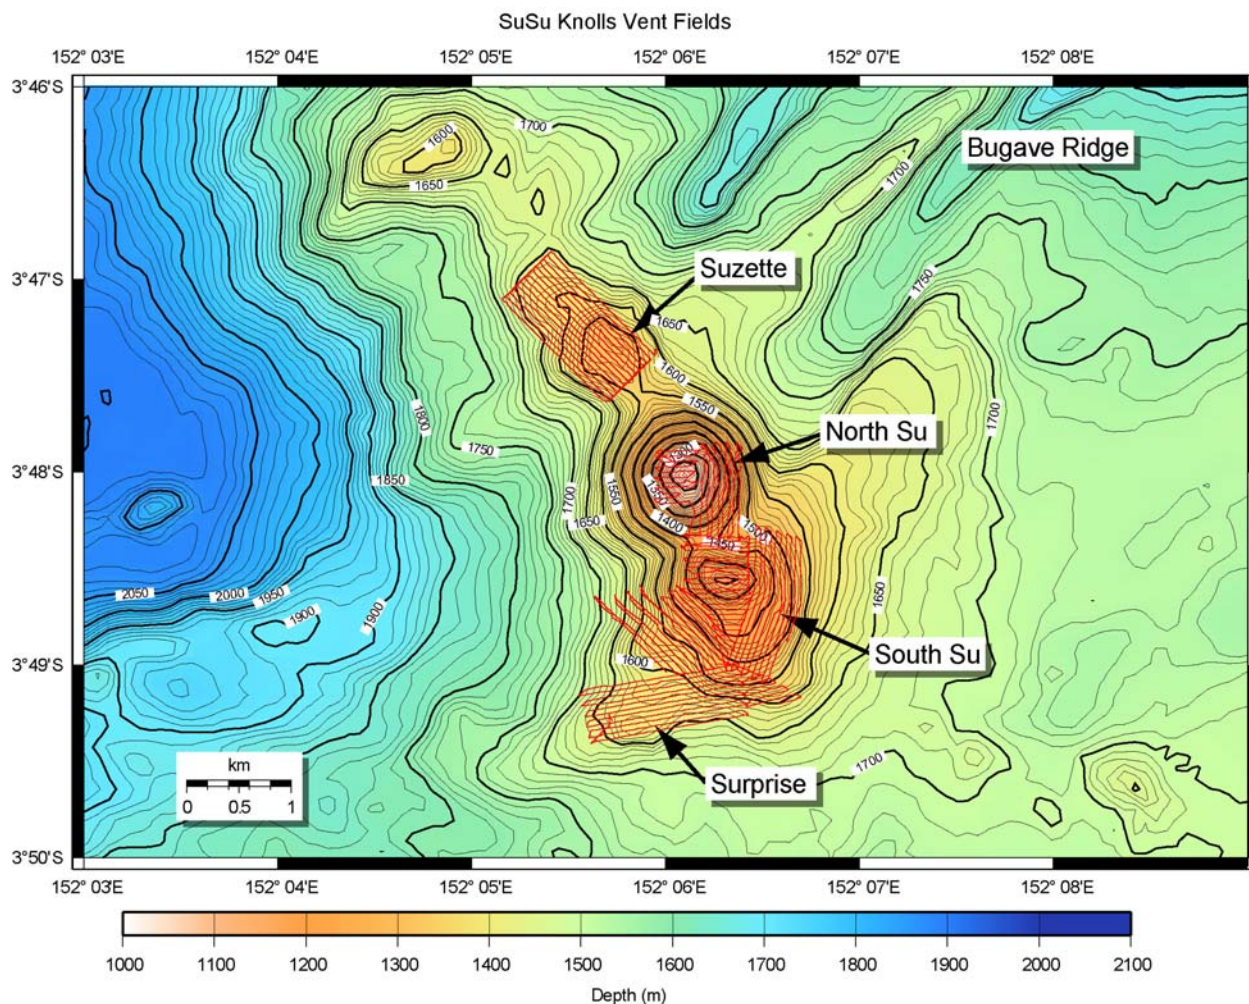 SuSu Knolls Vent Fields
152° 03'E 152° 04'E 152° 05'E 152° 06'E 152° 07'E 152° 08'E
3°46'S
1700
1600
Bugave Ridge
1650
1700
3°47'S
Suzette
1750
1650
1600
1550
1800
1700
North Su
1750
3°48'S
1850
1700
1550
1350
1400
1500
1650
2050
2000
1950
1900
1900
1650
3°49'S
1600
South Su
km
0 0.5 1
Surprise
1700
3°50'S
152° 03'E 152° 04'E 152° 05'E 152° 06'E 152° 07'E 152° 08'E
1000 1100 1200 1300 1400 1500 1600 1700 1800 1900 2000 2100
Depth (m)